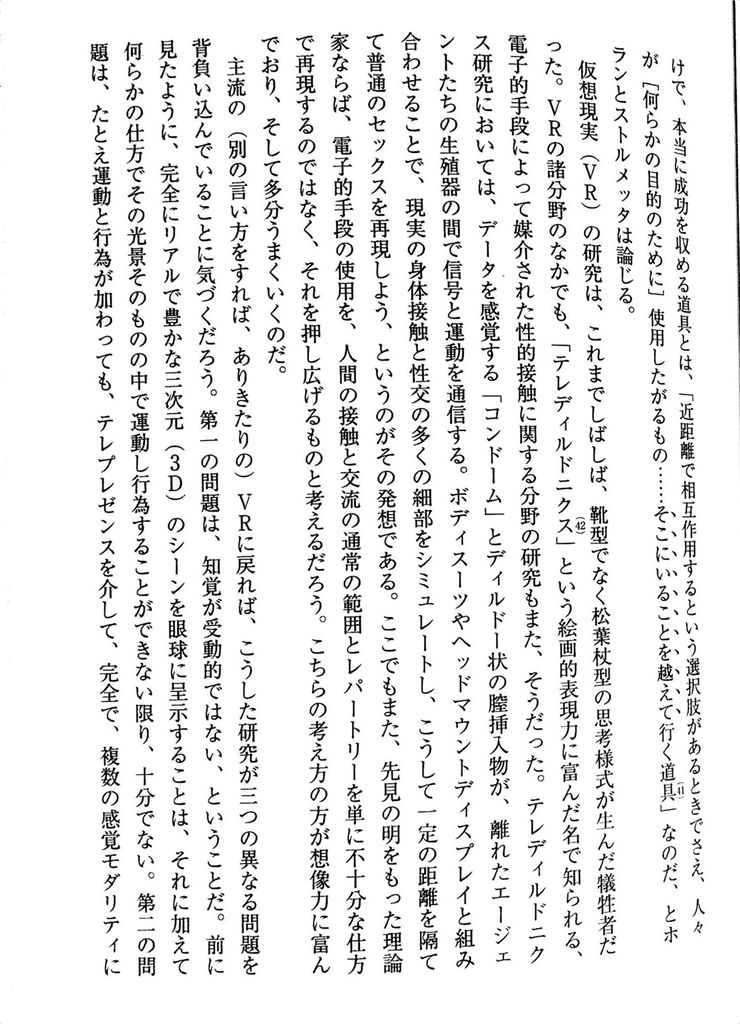 けで、本当に成功を収める道具とは、「近距離で相互作用するという選択肢があるときでさえ、人々
が［何らかの目的のために］使用したがるもの……そこにいることを越えて行く道具」(41)なのだ、とホ
ランとストルメッタは論じる。
仮想現実（VR）の研究は、これまでしばしば、靴型でなく松葉杖型の思考様式が生んだ犠牲者だ
った。VRの諸分野のなかでも、「テレディルドニクス」(42)という絵画的表現力に富んだ名で知られる、
電子的手段によって媒介された性的接触に関する分野の研究もまた、そうだった。テレディルドニク
ス研究においては、データを感覚する「コンドーム」とディルドー状の膣挿入物が、離れたエージェ
ントたちの生殖器の間で信号と運動を通信する。ボディスーツやヘッドマウントディスプレイと組み
合わせることで、現実の身体接触と性交の多くの細部をシミュレートし、こうして一定の距離を隔て
て普通のセックスを再現しよう、というのがその発想である。ここでもまた、先見の明をもった理論
家ならば、電子的手段の使用を、人間の接触と交流の通常の範囲とレパートリーを単に不十分な仕方
で再現するのではなく、それを押し広げるものと考えるだろう。こちらの考え方の方が想像力に富ん
でおり、そして多分うまくいくのだ。
主流の（別の言い方をすれば、ありきたりの）VRに戻れば、こうした研究が三つの異なる問題を
背負い込んでいることに気づくだろう。第一の問題は、知覚が受動的ではない、ということだ。前に
見たように、完全にリアルで豊かな三次元（3D）のシーンを眼球に呈示することは、それに加えて
何らかの仕方でその光景そのものの中で運動し行為することができない限り、十分でない。第二の問
題は、たとえ運動と行為が加わっても、テレプレゼンスを介して、完全で、複数の感覚モダリティに